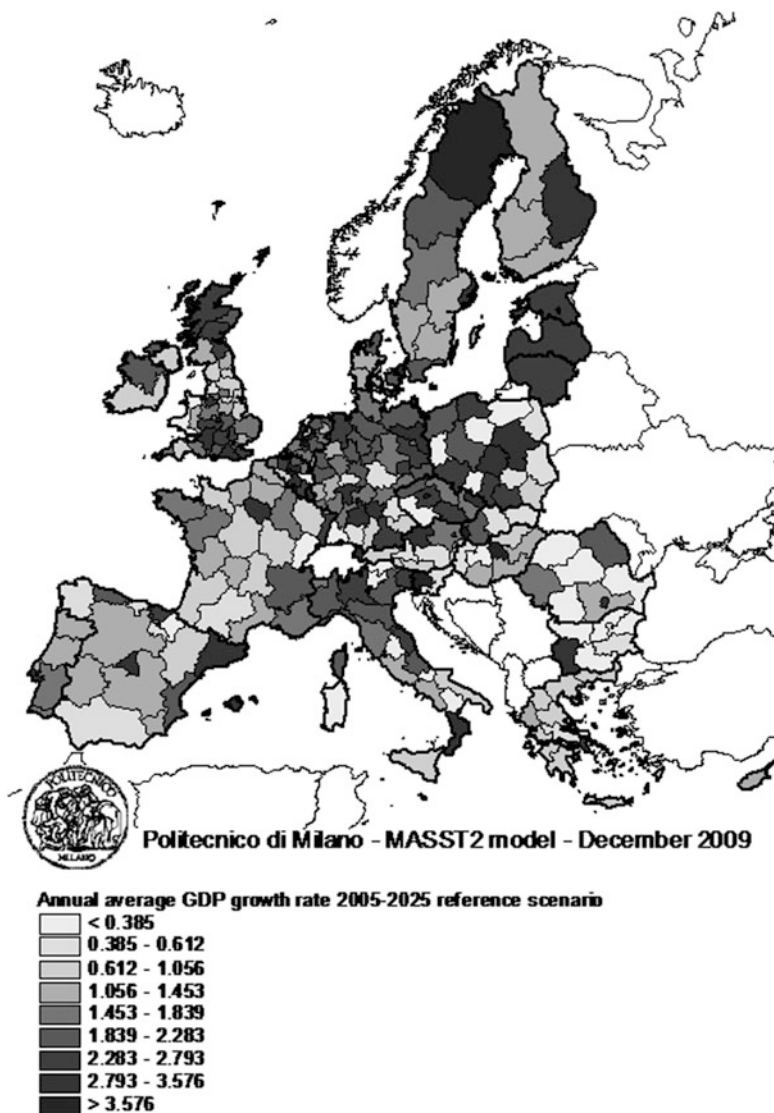 POLITECNICO
MILANO
Politecnico di Milano - MASST2 model - December 2009
Annual average GDP growth rate 2005-2025 reference scenario
< 0.385
0.385 - 0.612
0.612 - 1.056
1.056 - 1.453
1.453 - 1.839
1.839 - 2.283
2.283 - 2.793
2.793 - 3.576
> 3.576